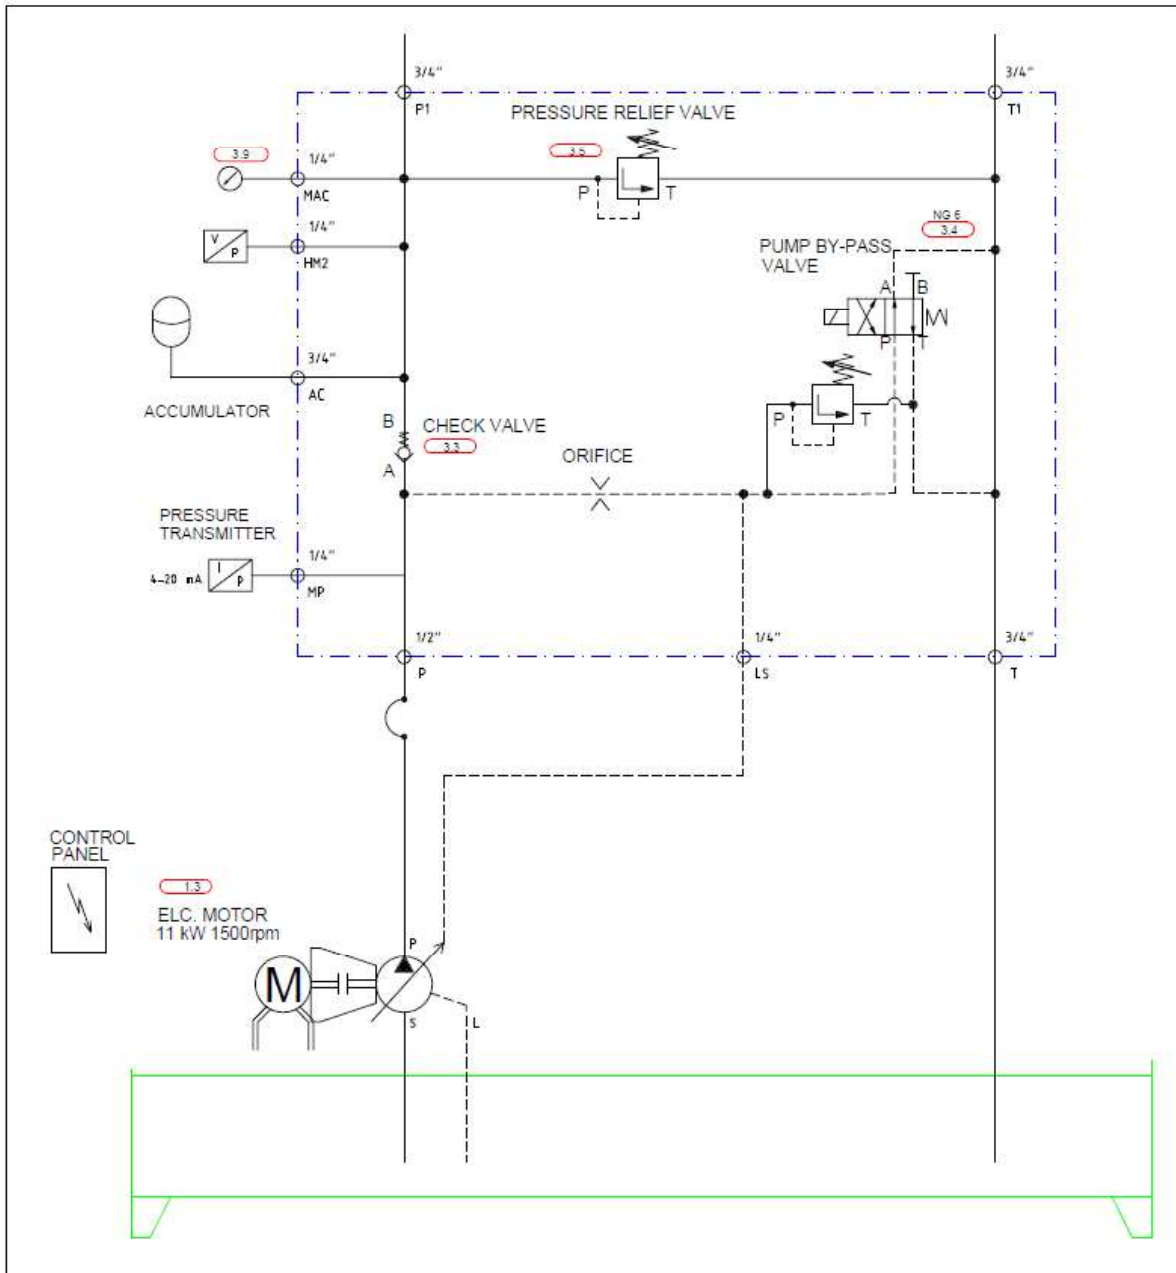 3/4"
3/4"
P1
T1
PRESSURE RELIEF VALVE
3.9
1/4"
3.5
MAC
P
T
1/4"
NG 6
3.4
V
P
HM2
PUMP BY-PASS
VALVE
A
B
P
T
3/4"
AC
ACCUMULATOR
B
CHECK VALVE
3.3
A
P
T
ORIFICE
PRESSURE
TRANSMITTER
1/4"
4-20 mA
I
P
MP
1/2"
1/4"
3/4"
P
LS
T
CONTROL
PANEL
1.3
ELC. MOTOR
11 kW 1500rpm
P
M
S
L